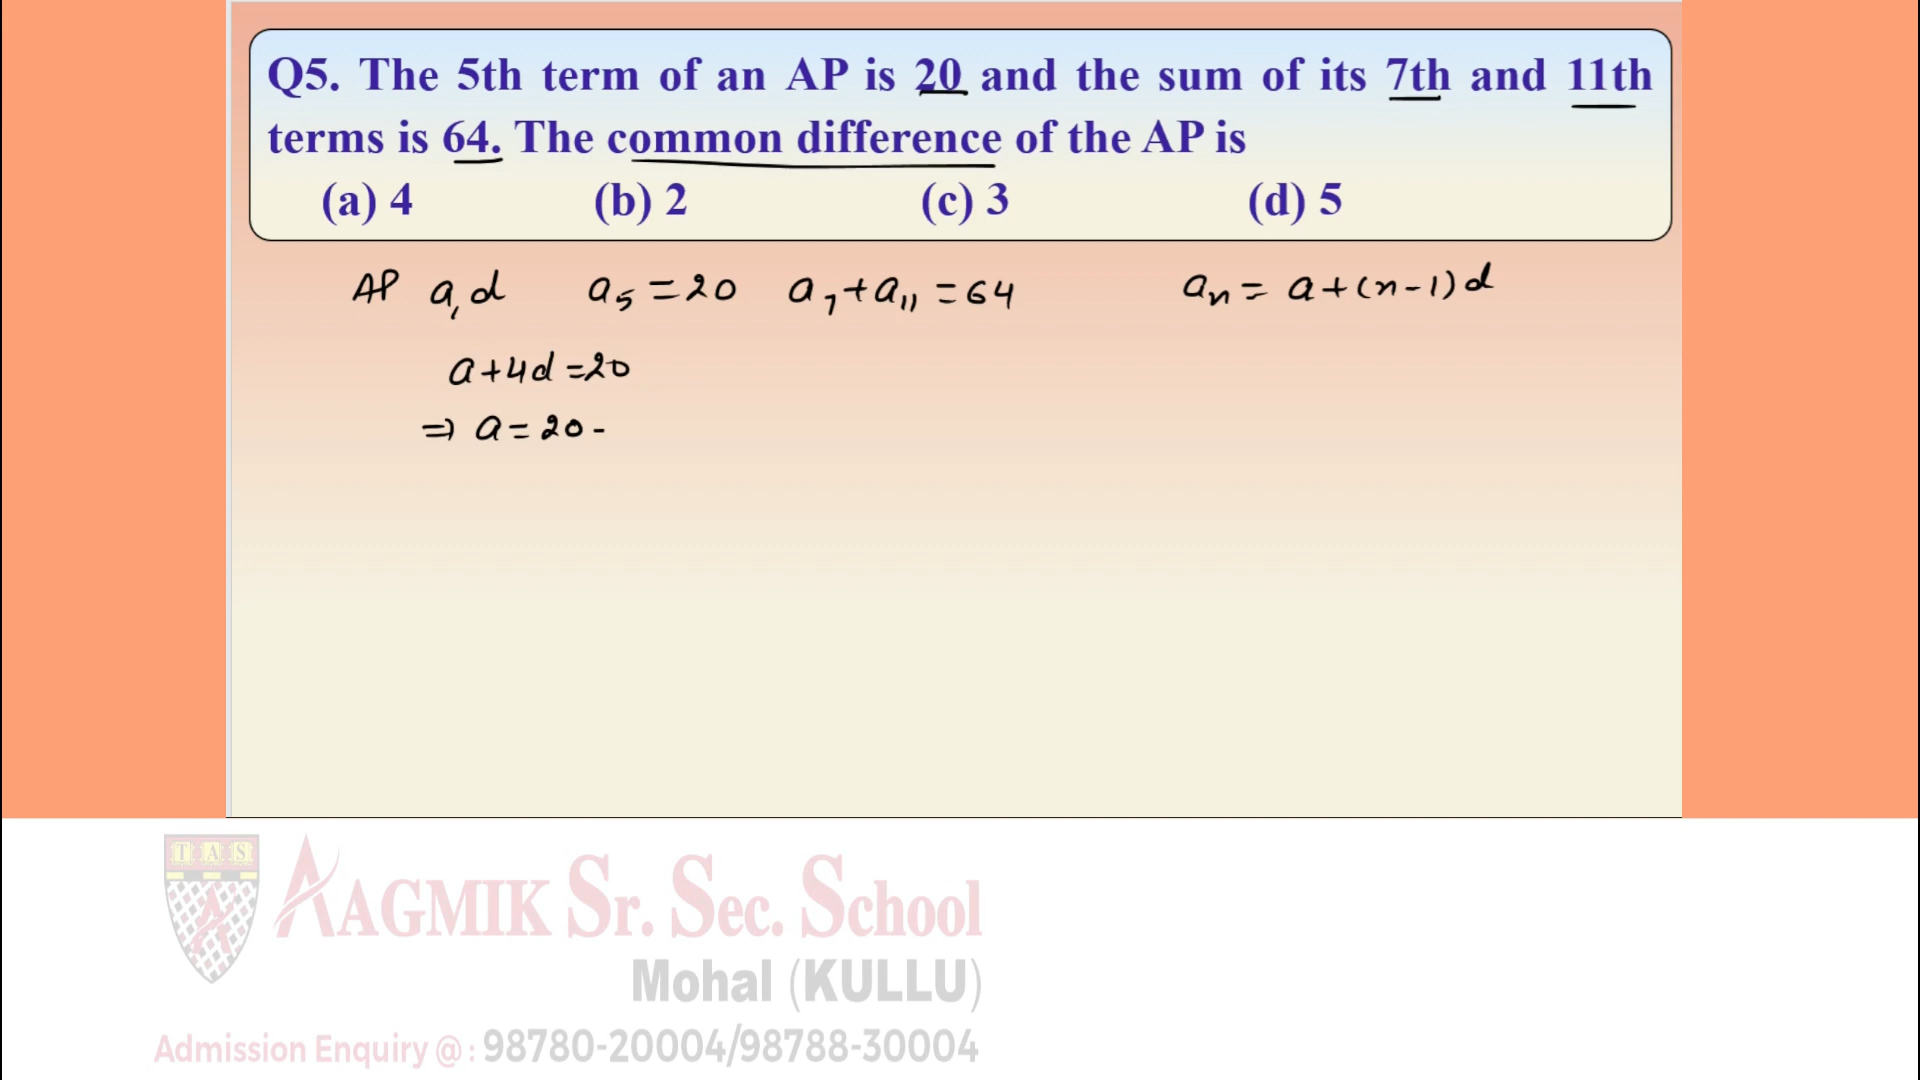 Q5. The 5th term of an AP is 20 and the sum of its 7th and 11th
terms is 64. The common difference of the AP is
(a) 4 (b) 2 (c) 3 (d) 5
AP a,d a₅ = 20 a₇ + a₁₁ = 64 aₙ = a + (n - 1) d
a + 4d = 20
⇒ a = 20 -
T A S
AAGMIK Sr. Sec. School
Mohal (KULLU)
Admission Enquiry @ : 98780-20004/98788-30004